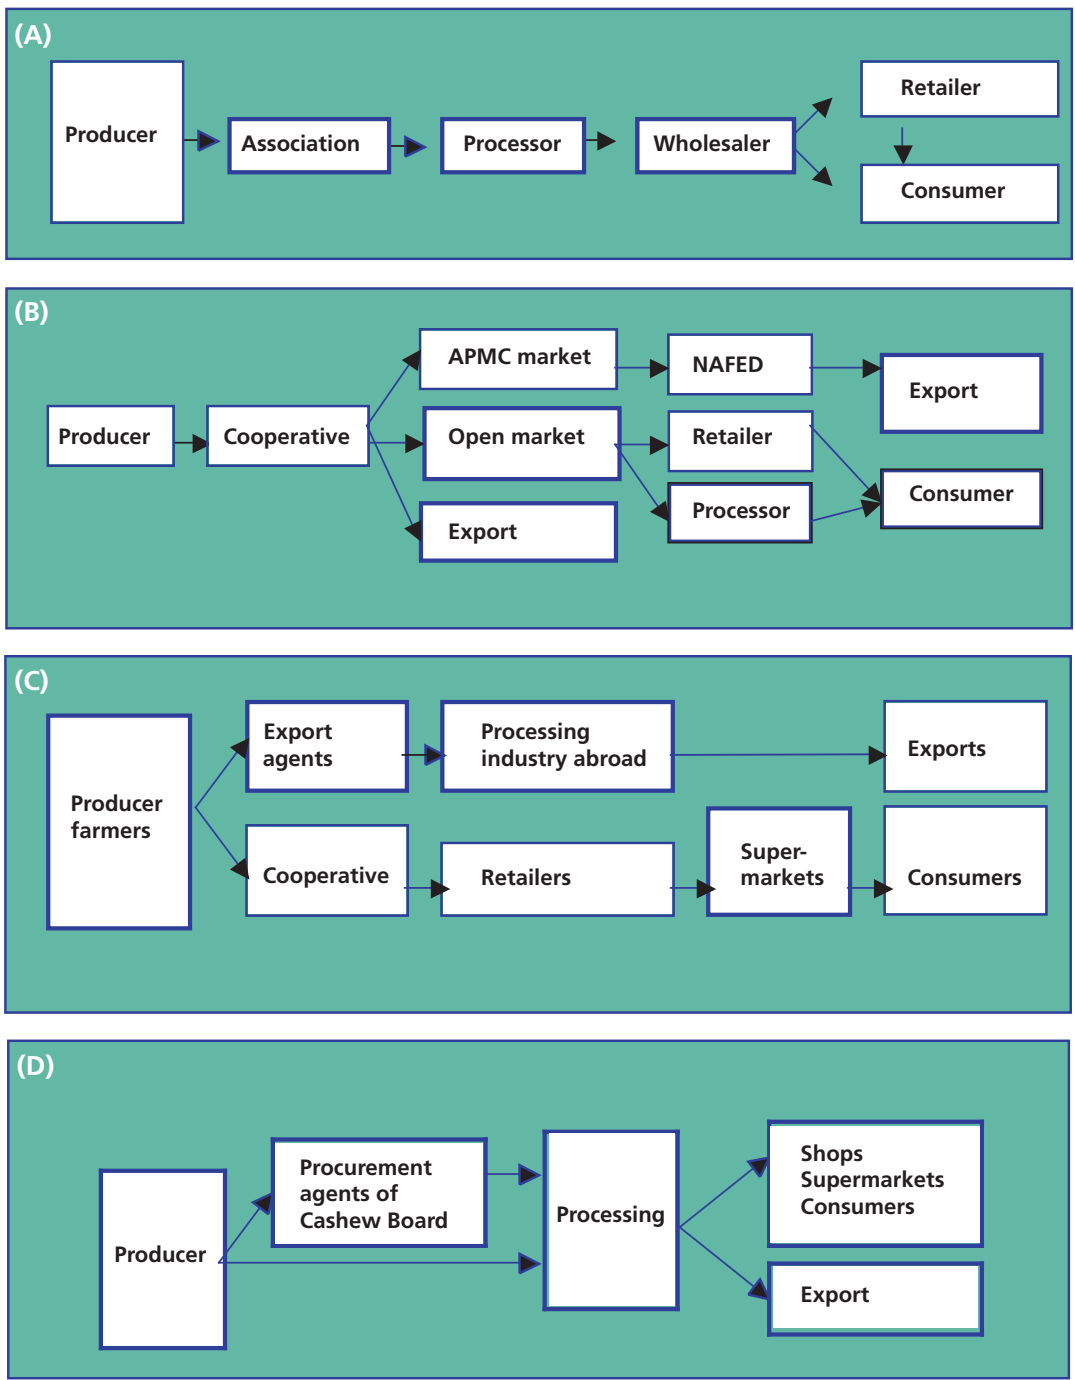 (A)
Producer
Association
Processor
Wholesaler
Retailer
Consumer
(B)
Producer
Cooperative
APMC market
Open market
Export
NAFED
Retailer
Processor
Export
Consumer
(C)
Producer
farmers
Export
agents
Processing
industry abroad
Exports
Cooperative
Retailers
Super-
markets
Consumers
(D)
Producer
Procurement
agents of
Cashew Board
Processing
Shops
Supermarkets
Consumers
Export